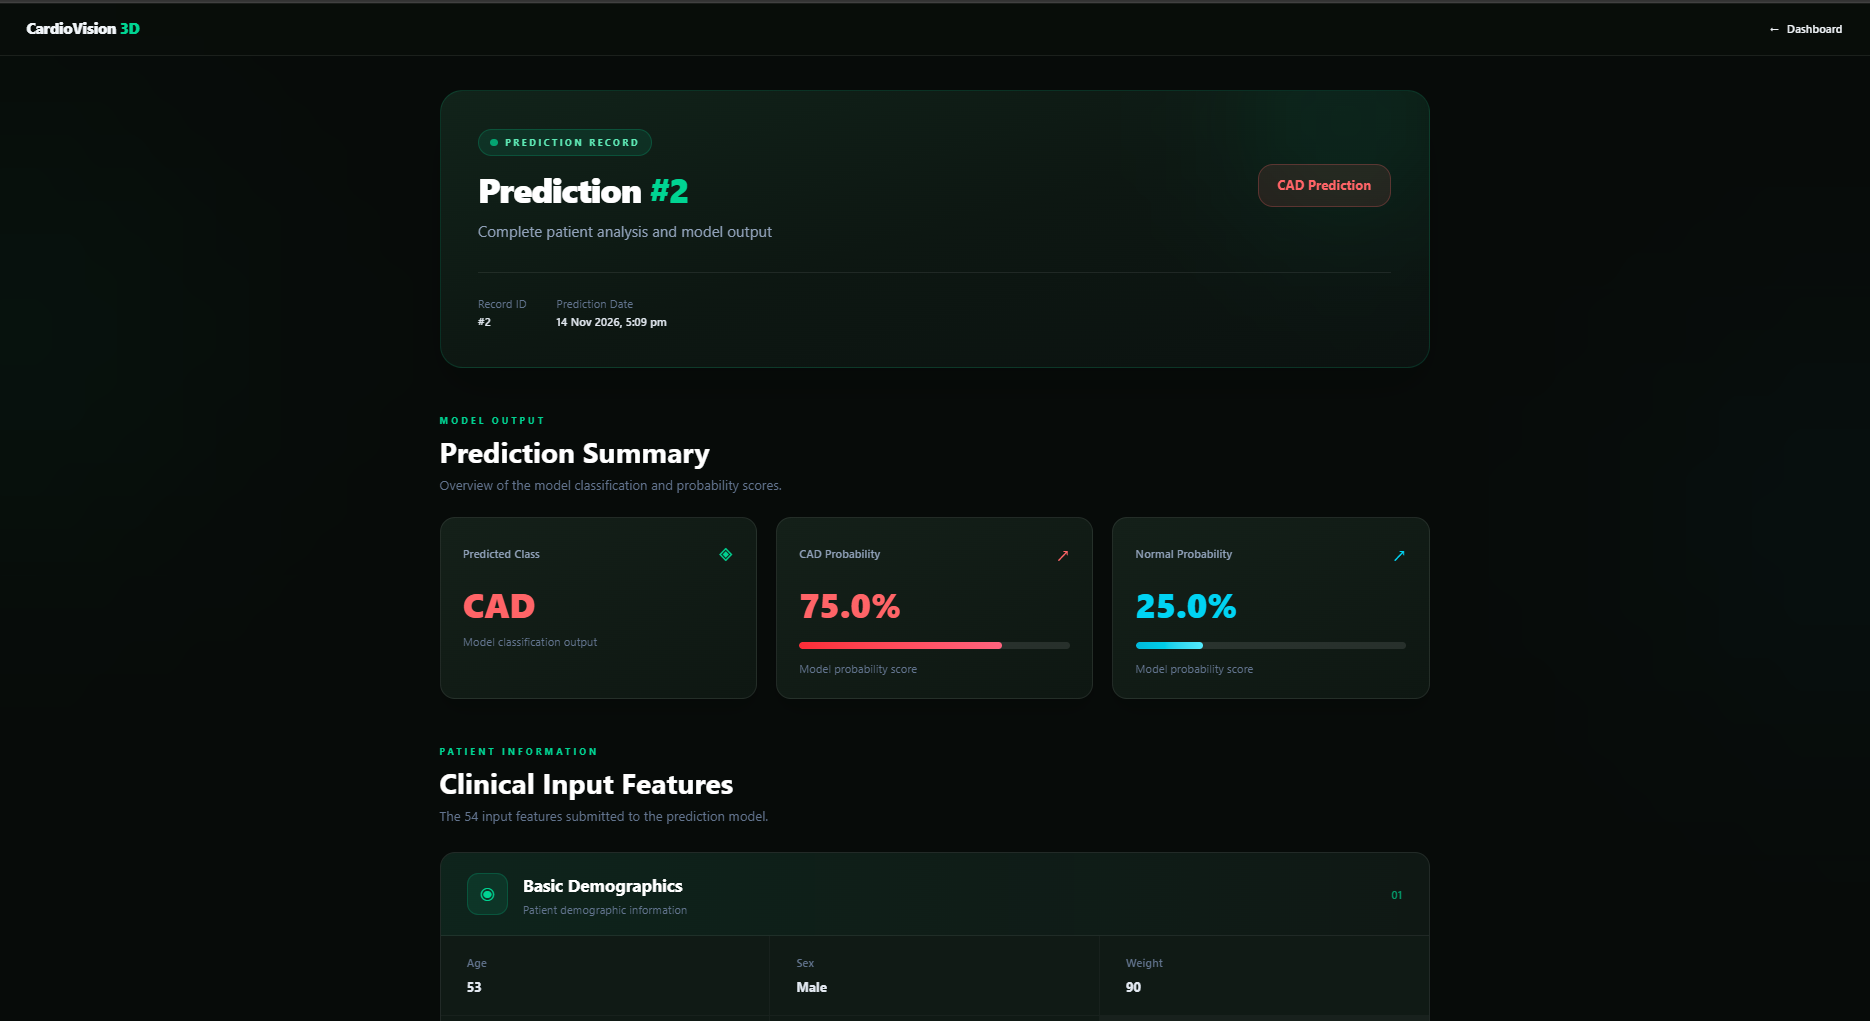 CardioVision 3D
← Dashboard
PREDICTION RECORD
Prediction #2
CAD Prediction
Complete patient analysis and model output
Record ID
#2
Prediction Date
14 Nov 2026, 5:09 pm
MODEL OUTPUT
Prediction Summary
Overview of the model classification and probability scores.
Predicted Class
CAD
Model classification output
CAD Probability
75.0%
Model probability score
Normal Probability
25.0%
Model probability score
PATIENT INFORMATION
Clinical Input Features
The 54 input features submitted to the prediction model.
Basic Demographics
Patient demographic information
01
Age
53
Sex
Male
Weight
90